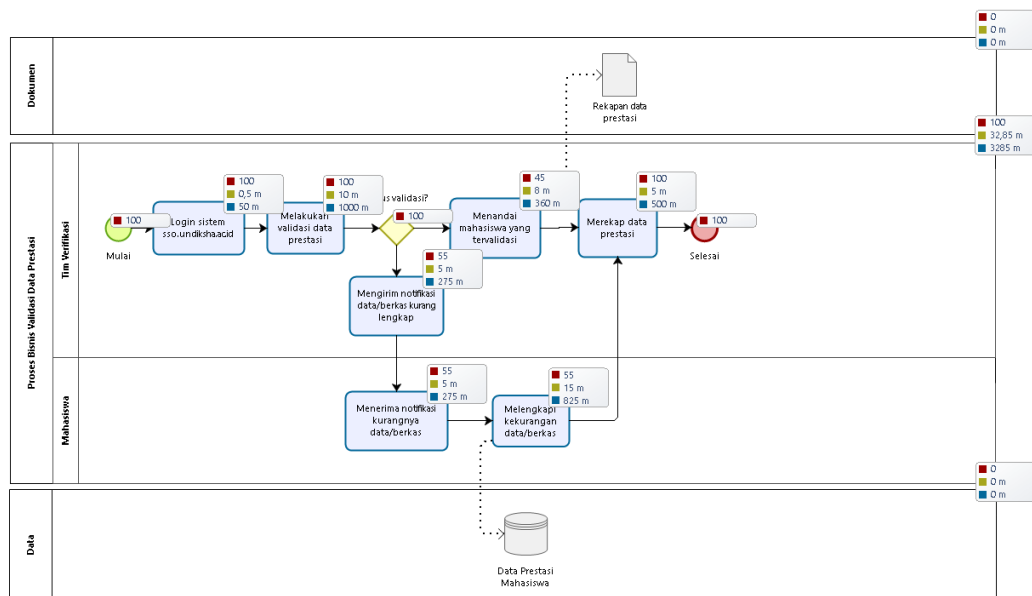 0
0 m
0 m
Dokumen
Rekapan data
prestasi
100
32,85 m
3285 m
Proses Bisnis Validasi Data Prestasi
Tim Verifikasi
100
Mulai
100
0,5 m
50 m
Login sistem
sso.undiksha.ac.id
100
10 m
1000 m
Melakukan
validasi data
prestasi
validasi?
100
45
8 m
360 m
Menandai
mahasiswa yang
tervalidasi
100
5 m
500 m
Merekap data
prestasi
100
Selesai
55
5 m
275 m
Mengirim notifikasi
data/berkas kurang
lengkap
Mahasiswa
55
5 m
275 m
Menerima notifikasi
kurangnya
data/berkas
55
15 m
825 m
Melengkapi
kekurangan
data/berkas
0
0 m
0 m
Data
Data Prestasi
Mahasiswa